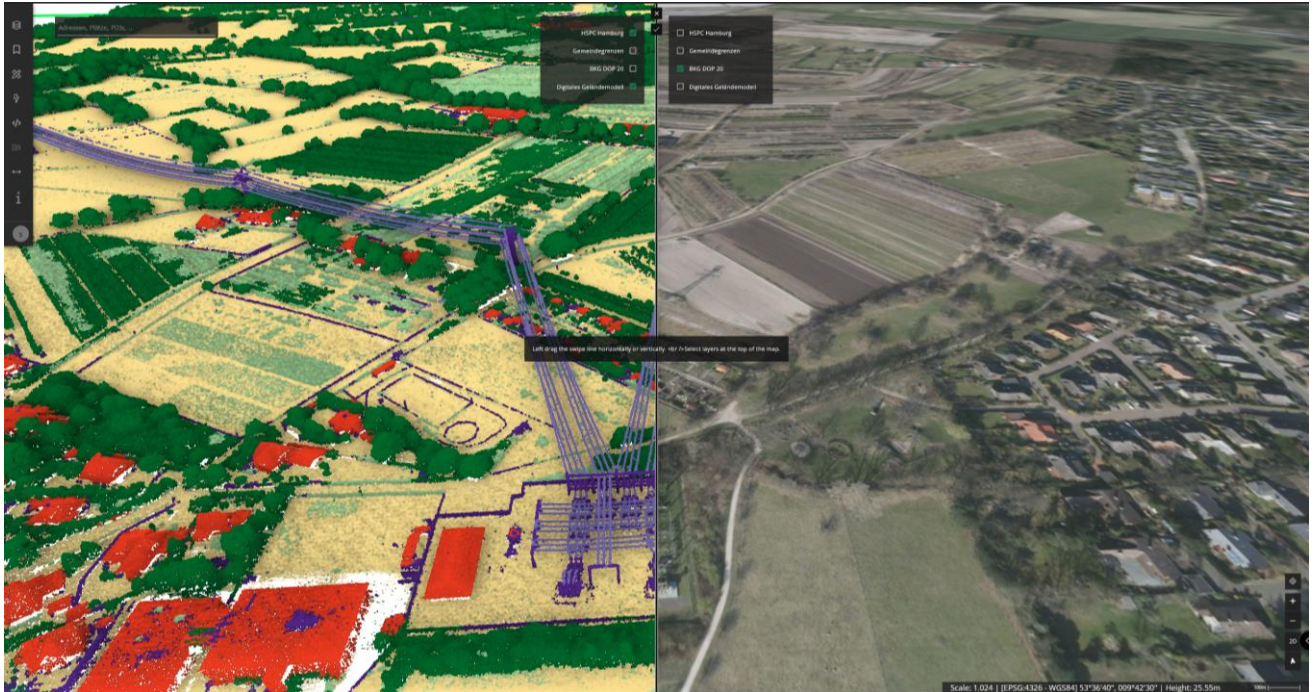 Adressen, Plätze, POIs, ...
HSPC Hamburg
Gemeindegrenzen
BKG DOP 20
Digitales Geländemodell
HSPC Hamburg
Gemeindegrenzen
BKG DOP 20
Digitales Geländemodell
Left drag the swipe line horizontally or vertically. <br />Select layers at the top of the map.
2D
Scale: 1.024 | [EPSG:4326 - WGS84] 53°36'40", 009°42'30" | Height: 25.55m